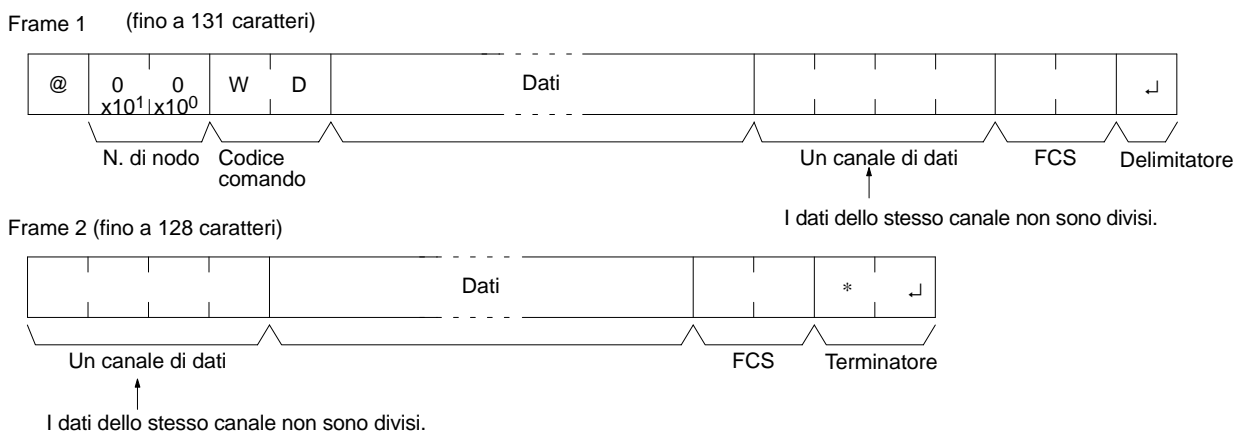 Frame 1 (fino a 131 caratteri)
@ 0 0 W D Dati ↵
x10¹ x10⁰
N. di nodo Codice comando Un canale di dati FCS Delimitatore
I dati dello stesso canale non sono divisi.
Frame 2 (fino a 128 caratteri)
Dati * ↵
Un canale di dati FCS Terminatore
I dati dello stesso canale non sono divisi.